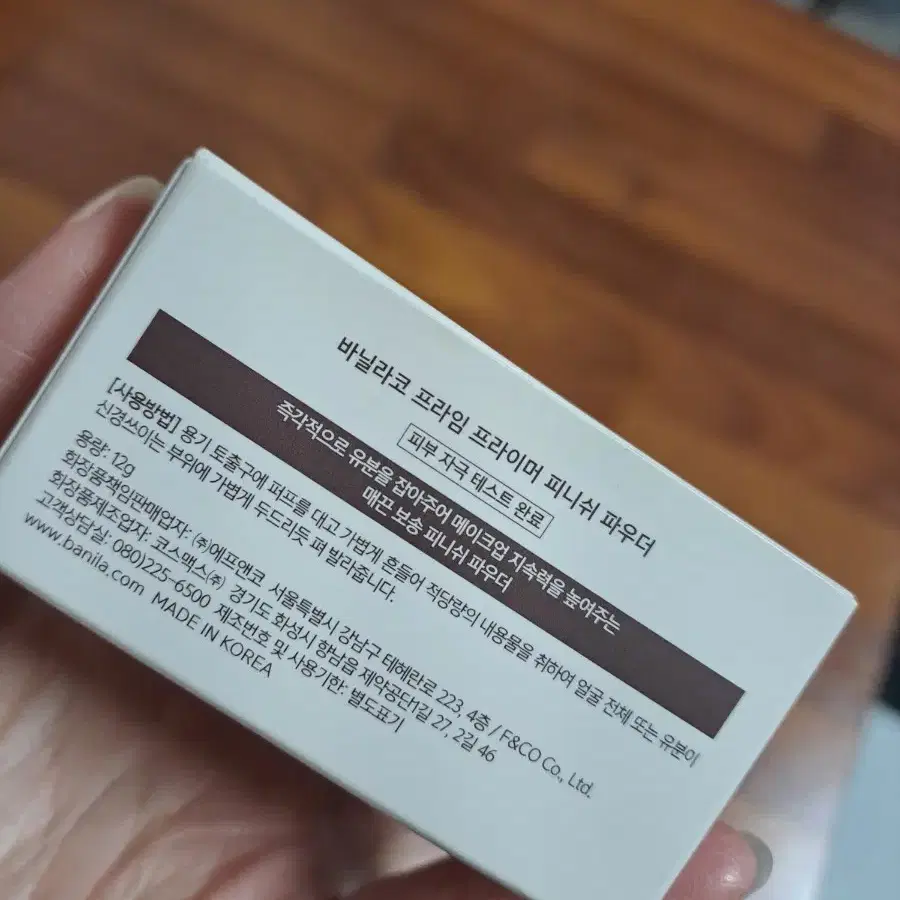 바닐라코 프라임 프라이머 피니쉬 파우더
피부 자극 테스트 완료
즉각적으로 유분을 잡아주어 메이크업 지속력을 높여주는
매끈 보송 피니쉬 파우더
[사용방법] 용기 토출구에 퍼프를 대고 가볍게 흔들어 적당량의 내용물을 취하여 얼굴 전체 또는 유분이
신경쓰이는 부위에 가볍게 두드리듯 펴 발라줍니다.
용량: 12g
화장품책임판매업자: (주)에프앤코 서울특별시 강남구 테헤란로 223, 4층 / F&CO Co., Ltd.
화장품제조업자: 코스맥스(주) 경기도 화성시 향남읍 제약공단1길 27, 2길 46
고객상담실: 080)225-6500 제조번호 및 사용기한: 별도표기
www.banila.com MADE IN KOREA